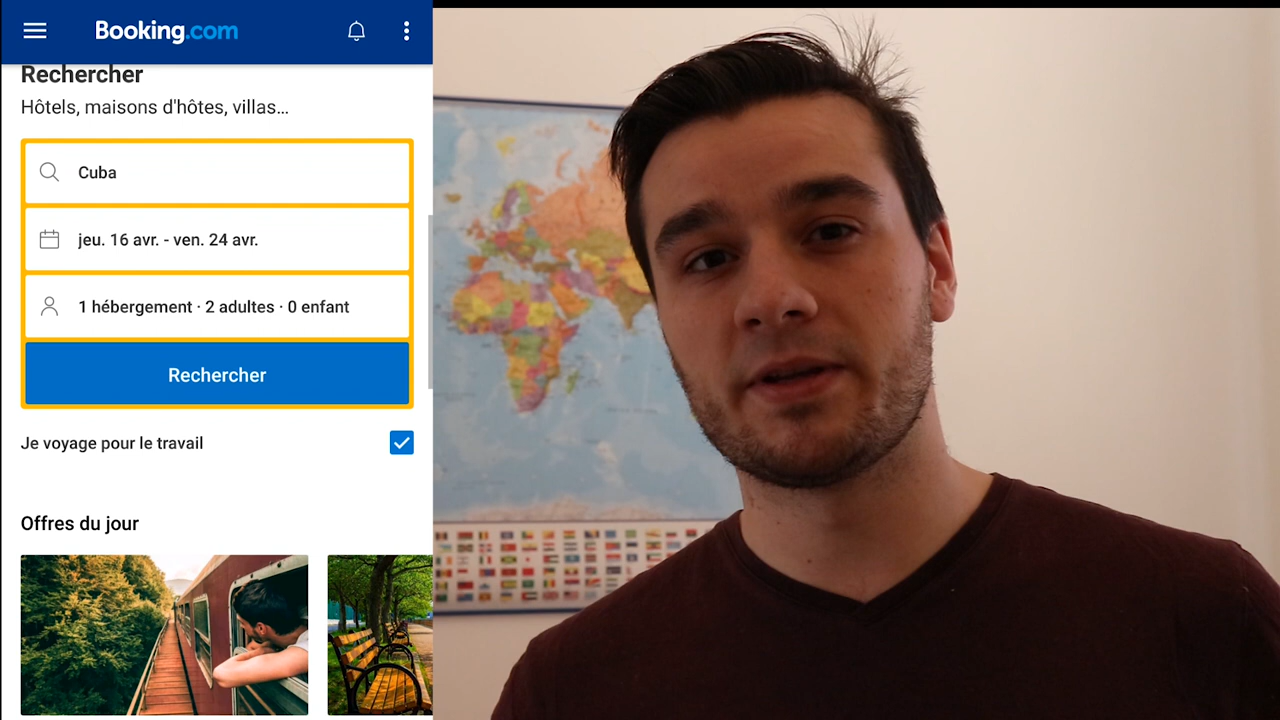 Booking.com
Rechercher
Hôtels, maisons d'hôtes, villas...
Cuba
jeu. 16 avr. - ven. 24 avr.
1 hébergement · 2 adultes · 0 enfant
Rechercher
Je voyage pour le travail
Offres du jour